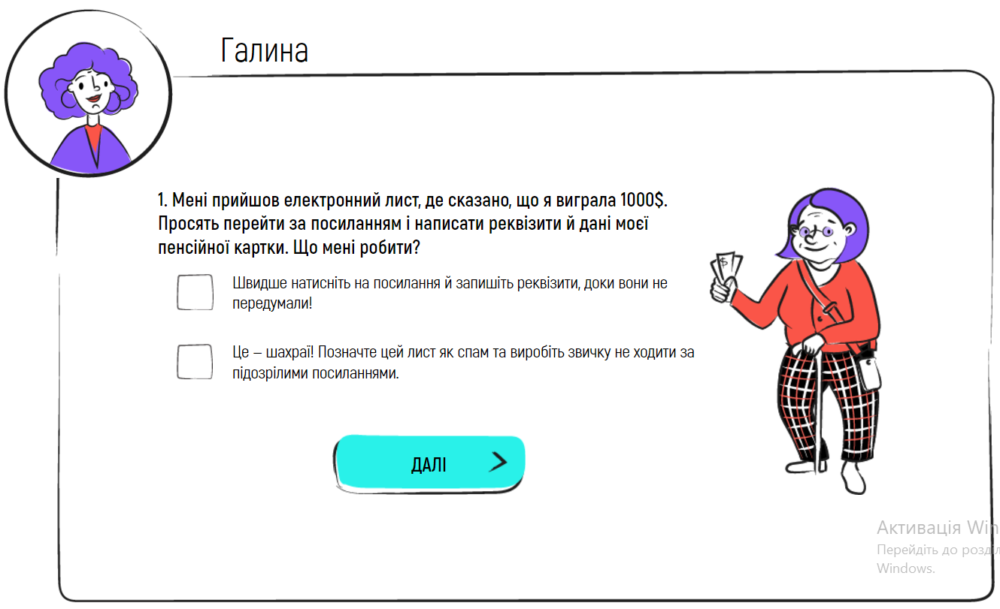 Галина
1. Мені прийшов електронний лист, де сказано, що я виграла 1000$.
Просять перейти за посиланням і написати реквізити й дані моєї
пенсійної картки. Що мені робити?
Швидше натисніть на посилання й запишіть реквізити, доки вони не
передумали!
Це – шахраї! Позначте цей лист як спам та виробіть звичку не ходити за
підозрілими посиланнями.
ДАЛІ
$
Активація Win
Перейдіть до розділ
Windows.